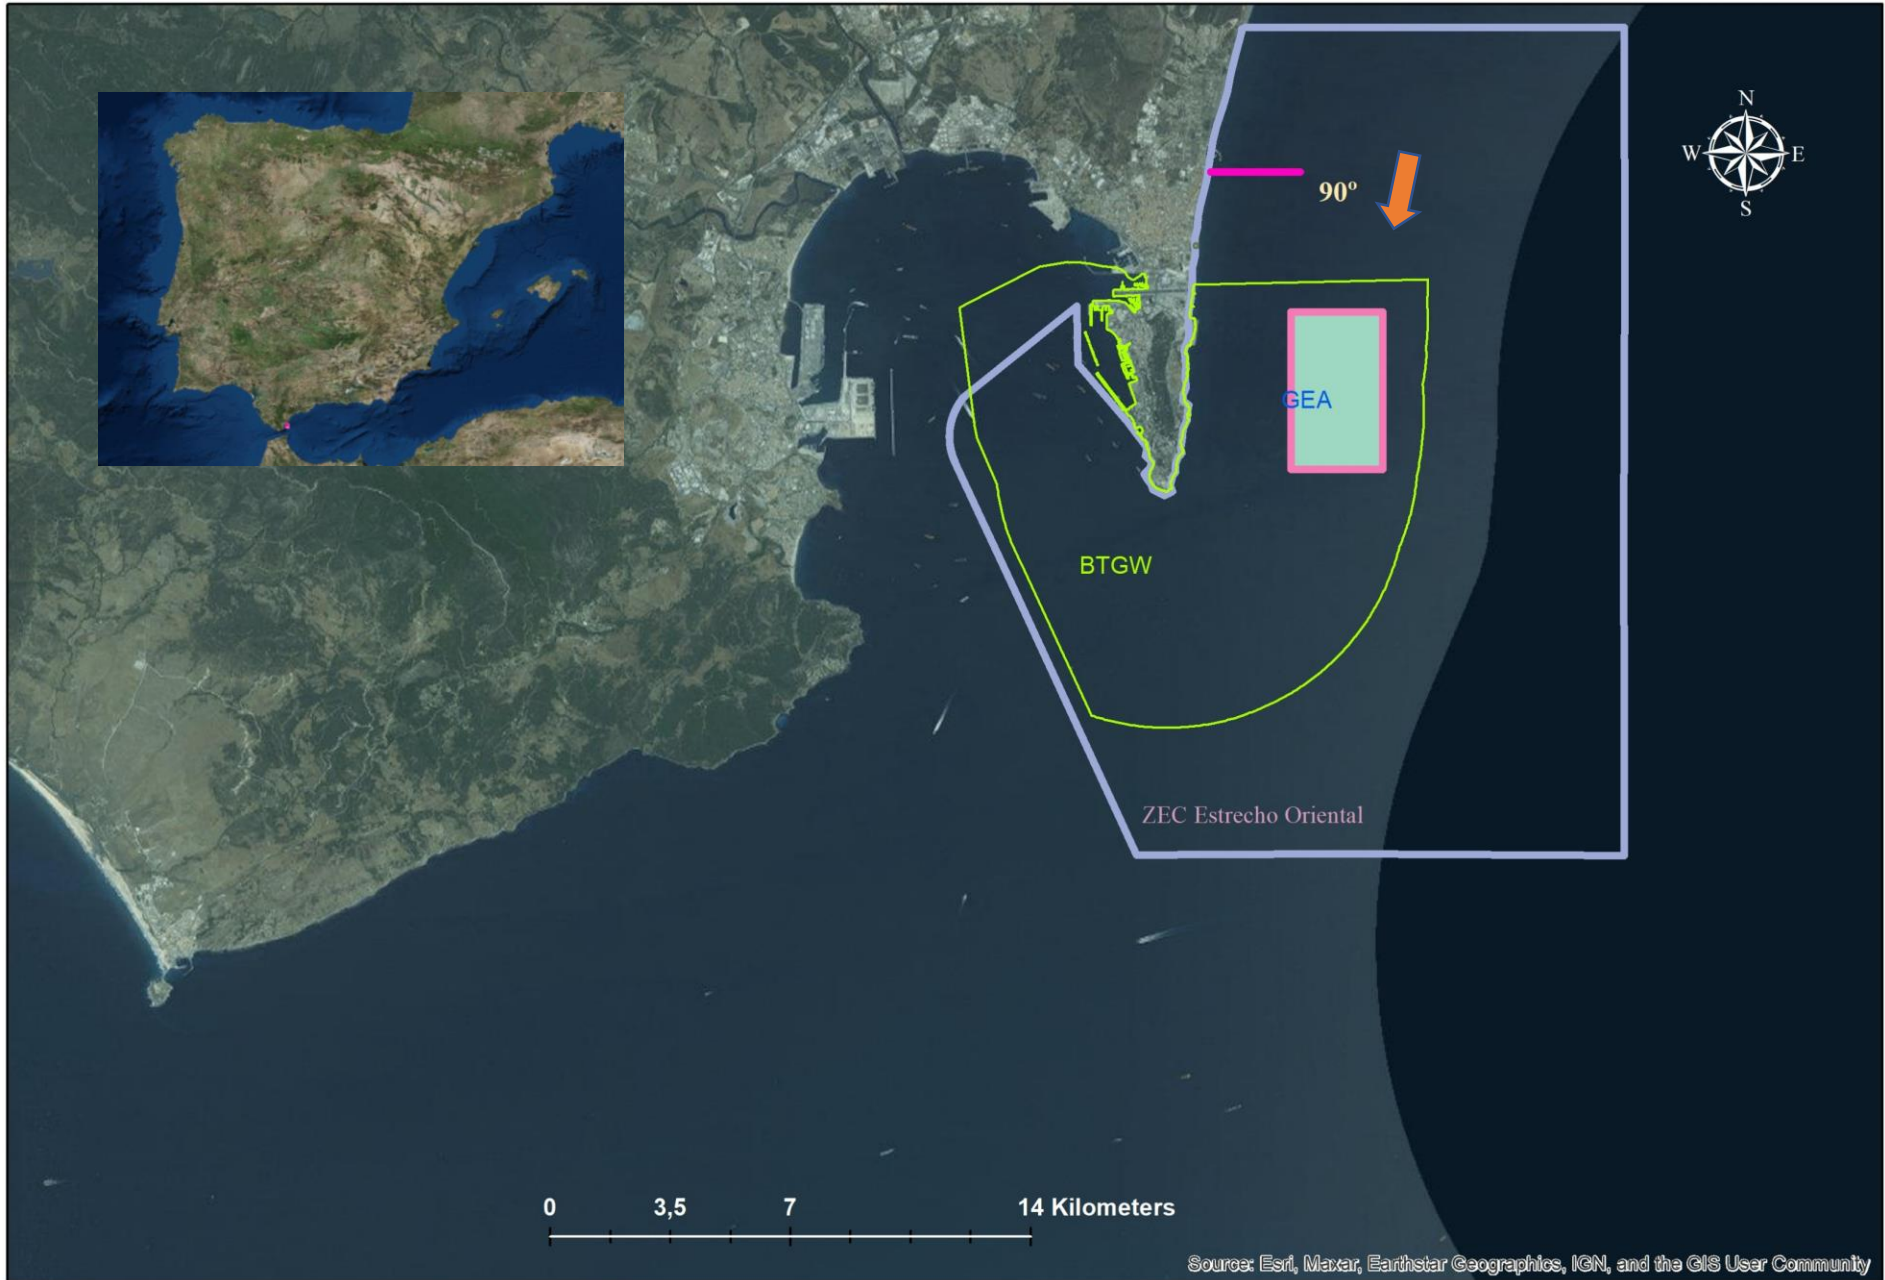 N
W E
S
90º
GEA
BTGW
ZEC Estrecho Oriental
0 3,5 7 14 Kilometers
Source: Esri, Maxar, Earthstar Geographics, IGN, and the GIS User Community